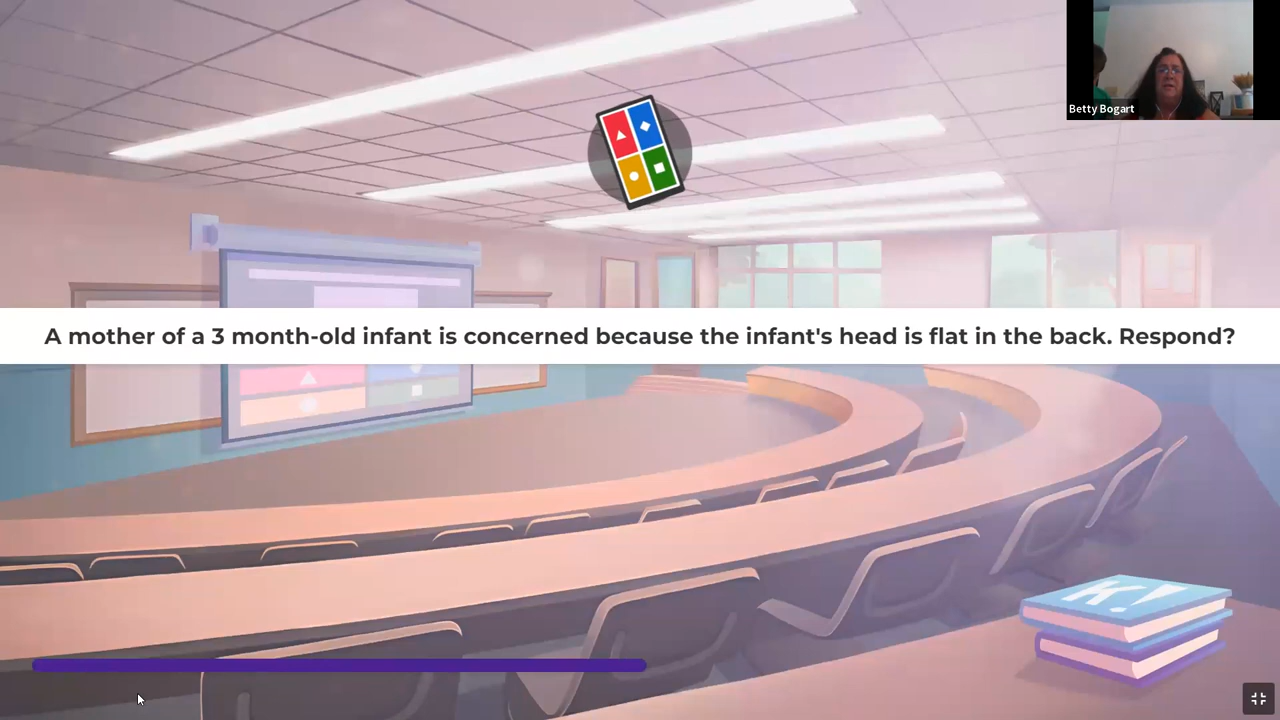 Betty Bogart
A mother of a 3 month-old infant is concerned because the infant's head is flat in the back. Respond?
K!